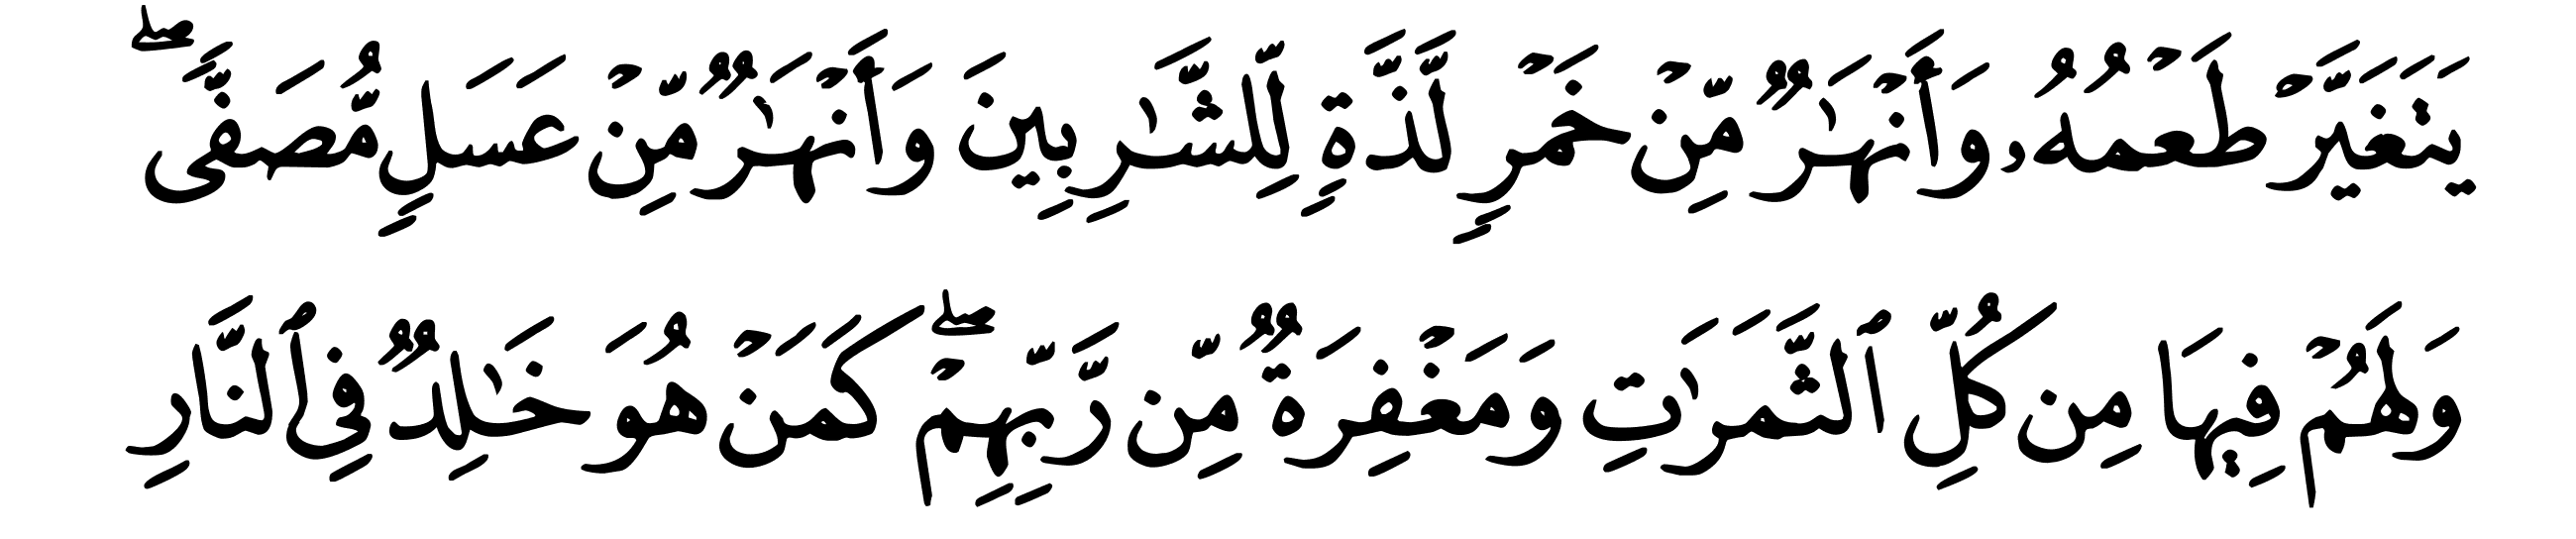 يَتَغَيَّرۡ طَعۡمُهُۥ وَأَنۡهَٰرٌ مِّنۡ خَمۡرٍ لَّذَّةٍ لِّلشَّٰرِبِينَ وَأَنۡهَٰرٌ مِّنۡ عَسَلٍ مُّصَفًّىۖ
وَلَهُمۡ فِيهَا مِن كُلِّ ٱلثَّمَرَٰتِ وَمَغۡفِرَةٌ مِّن رَّبِّهِمۡۖ كَمَنۡ هُوَ خَٰلِدٌ فِي ٱلنَّارِ